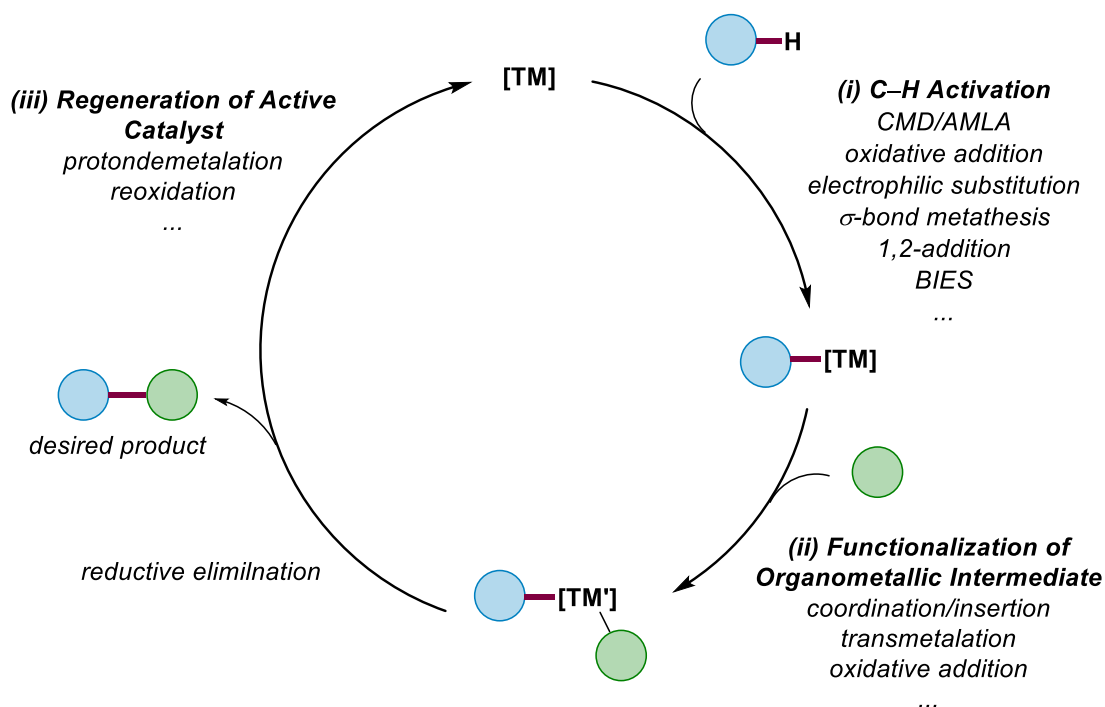 [TM]
H
(i) C–H Activation
CMD/AMLA
oxidative addition
electrophilic substitution
σ-bond metathesis
1,2-addition
BIES
...
[TM]
(ii) Functionalization of
Organometallic Intermediate
coordination/insertion
transmetalation
oxidative addition
...
[TM']
reductive elimilnation
desired product
(iii) Regeneration of Active
Catalyst
protondemetalation
reoxidation
...